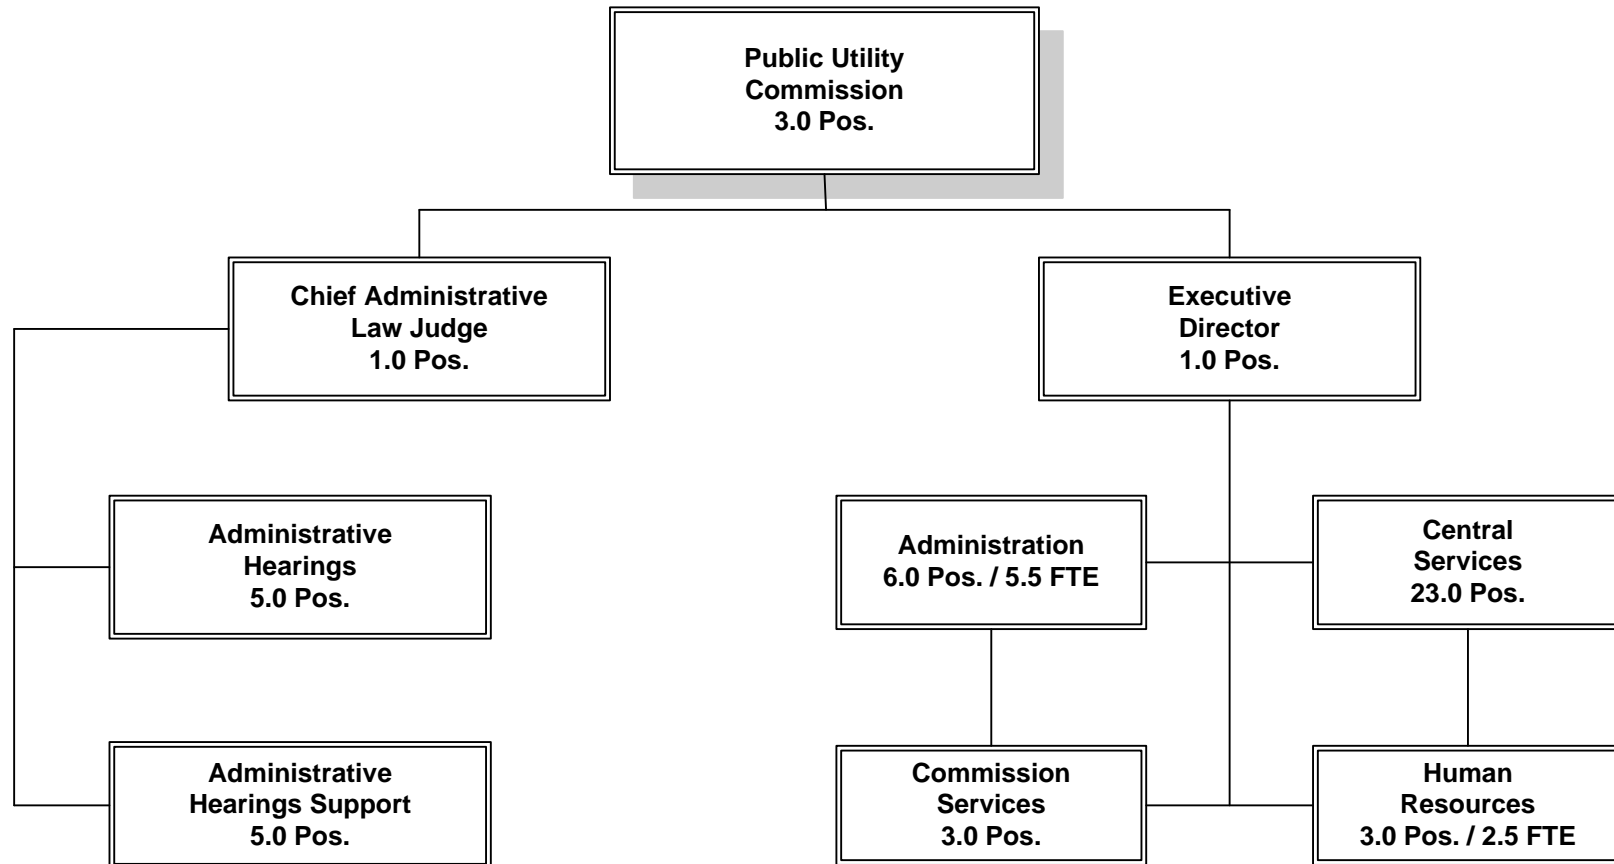 Public Utility
Commission
3.0 Pos.
Chief Administrative
Law Judge
1.0 Pos.
Executive
Director
1.0 Pos.
Administrative
Hearings
5.0 Pos.
Administration
6.0 Pos. / 5.5 FTE
Central
Services
23.0 Pos.
Administrative
Hearings Support
5.0 Pos.
Commission
Services
3.0 Pos.
Human
Resources
3.0 Pos. / 2.5 FTE